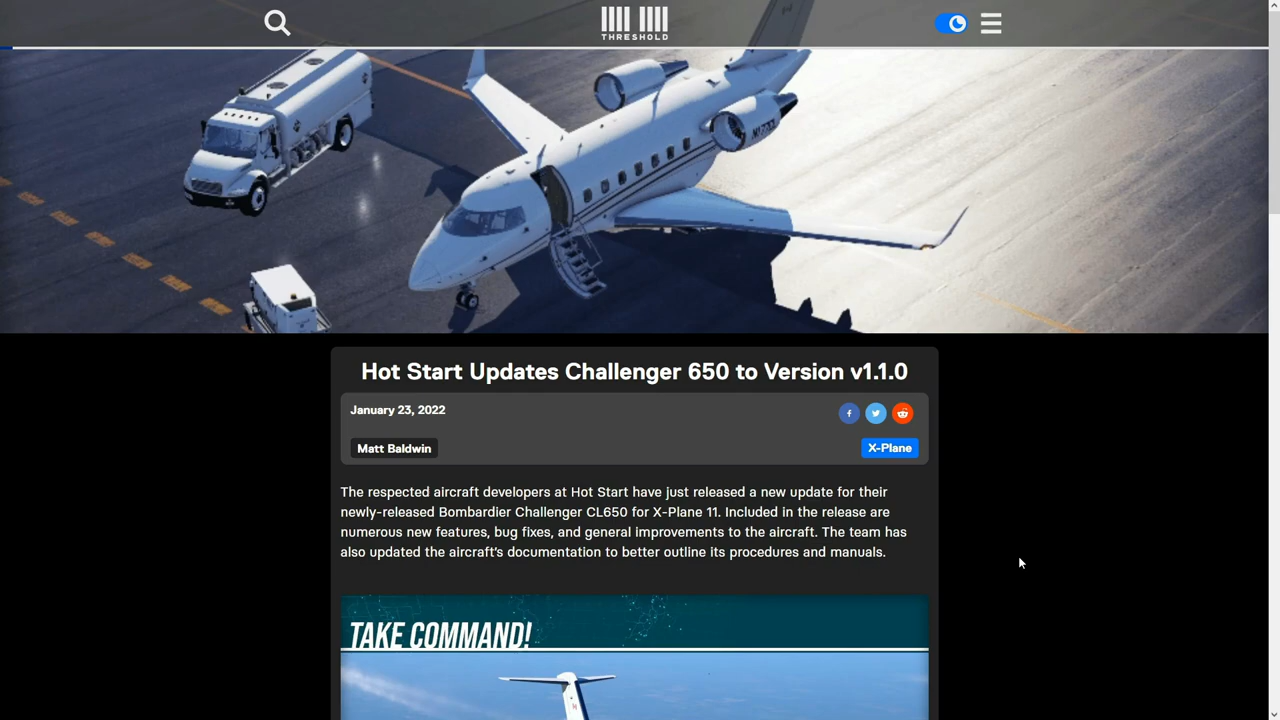 THRESHOLD
Hot Start Updates Challenger 650 to Version v1.1.0
January 23, 2022
Matt Baldwin
X-Plane
The respected aircraft developers at Hot Start have just released a new update for their
newly-released Bombardier Challenger CL650 for X-Plane 11. Included in the release are
numerous new features, bug fixes, and general improvements to the aircraft. The team has
also updated the aircraft's documentation to better outline its procedures and manuals.
TAKE COMMAND!